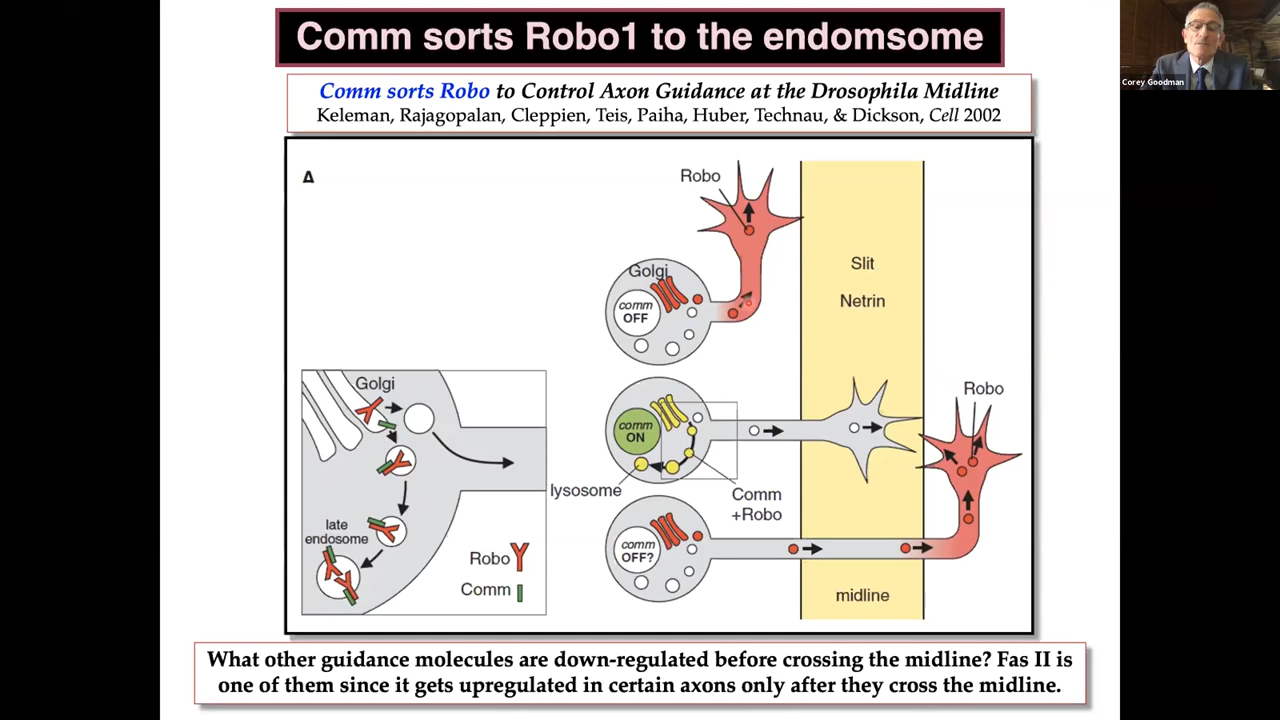 Comm sorts Robo1 to the endomsome
Corey Goodman
Comm sorts Robo to Control Axon Guidance at the Drosophila Midline
Keleman, Rajagopalan, Cleppien, Teis, Paiha, Huber, Technau, & Dickson, Cell 2002
A
Robo
Golgi
comm
OFF
Slit
Netrin
Golgi
comm
ON
Robo
lysosome
Comm
+Robo
late
endosome
Robo
Comm
comm
OFF?
midline
What other guidance molecules are down-regulated before crossing the midline? Fas II is
one of them since it gets upregulated in certain axons only after they cross the midline.